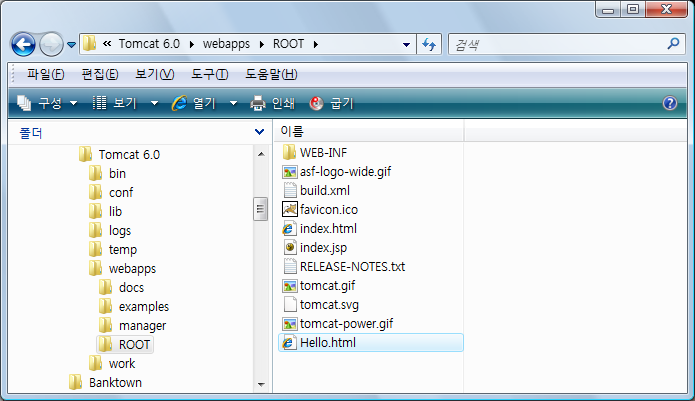 « Tomcat 6.0 webapps ROOT 검색
파일(F) 편집(E) 보기(V) 도구(T) 도움말(H)
구성 보기 열기 인쇄 굽기
폴더
Tomcat 6.0
bin
conf
lib
logs
temp
webapps
docs
examples
manager
ROOT
work
Banktown
이름
WEB-INF
asf-logo-wide.gif
build.xml
favicon.ico
index.html
index.jsp
RELEASE-NOTES.txt
tomcat.gif
tomcat.svg
tomcat-power.gif
Hello.html